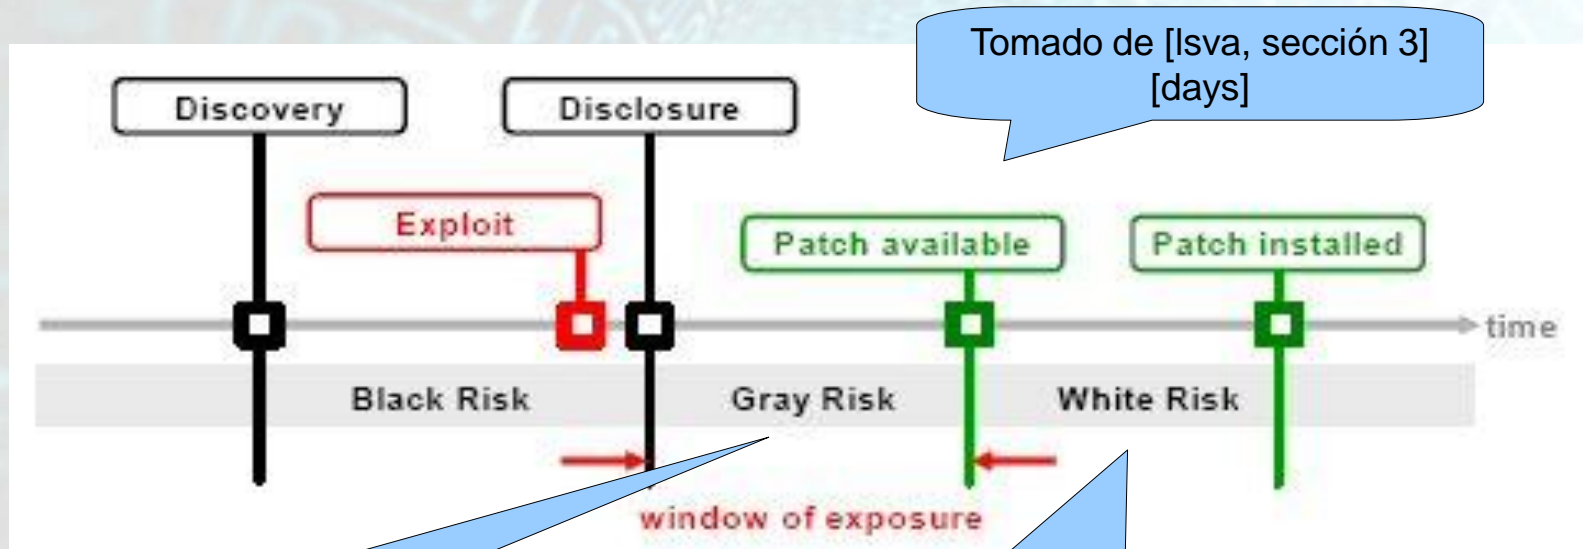 Tomado de [Isva, sección 3]
[days]
Discovery
Disclosure
Exploit
Patch available
Patch installed
time
Black Risk
Gray Risk
White Risk
window of exposure